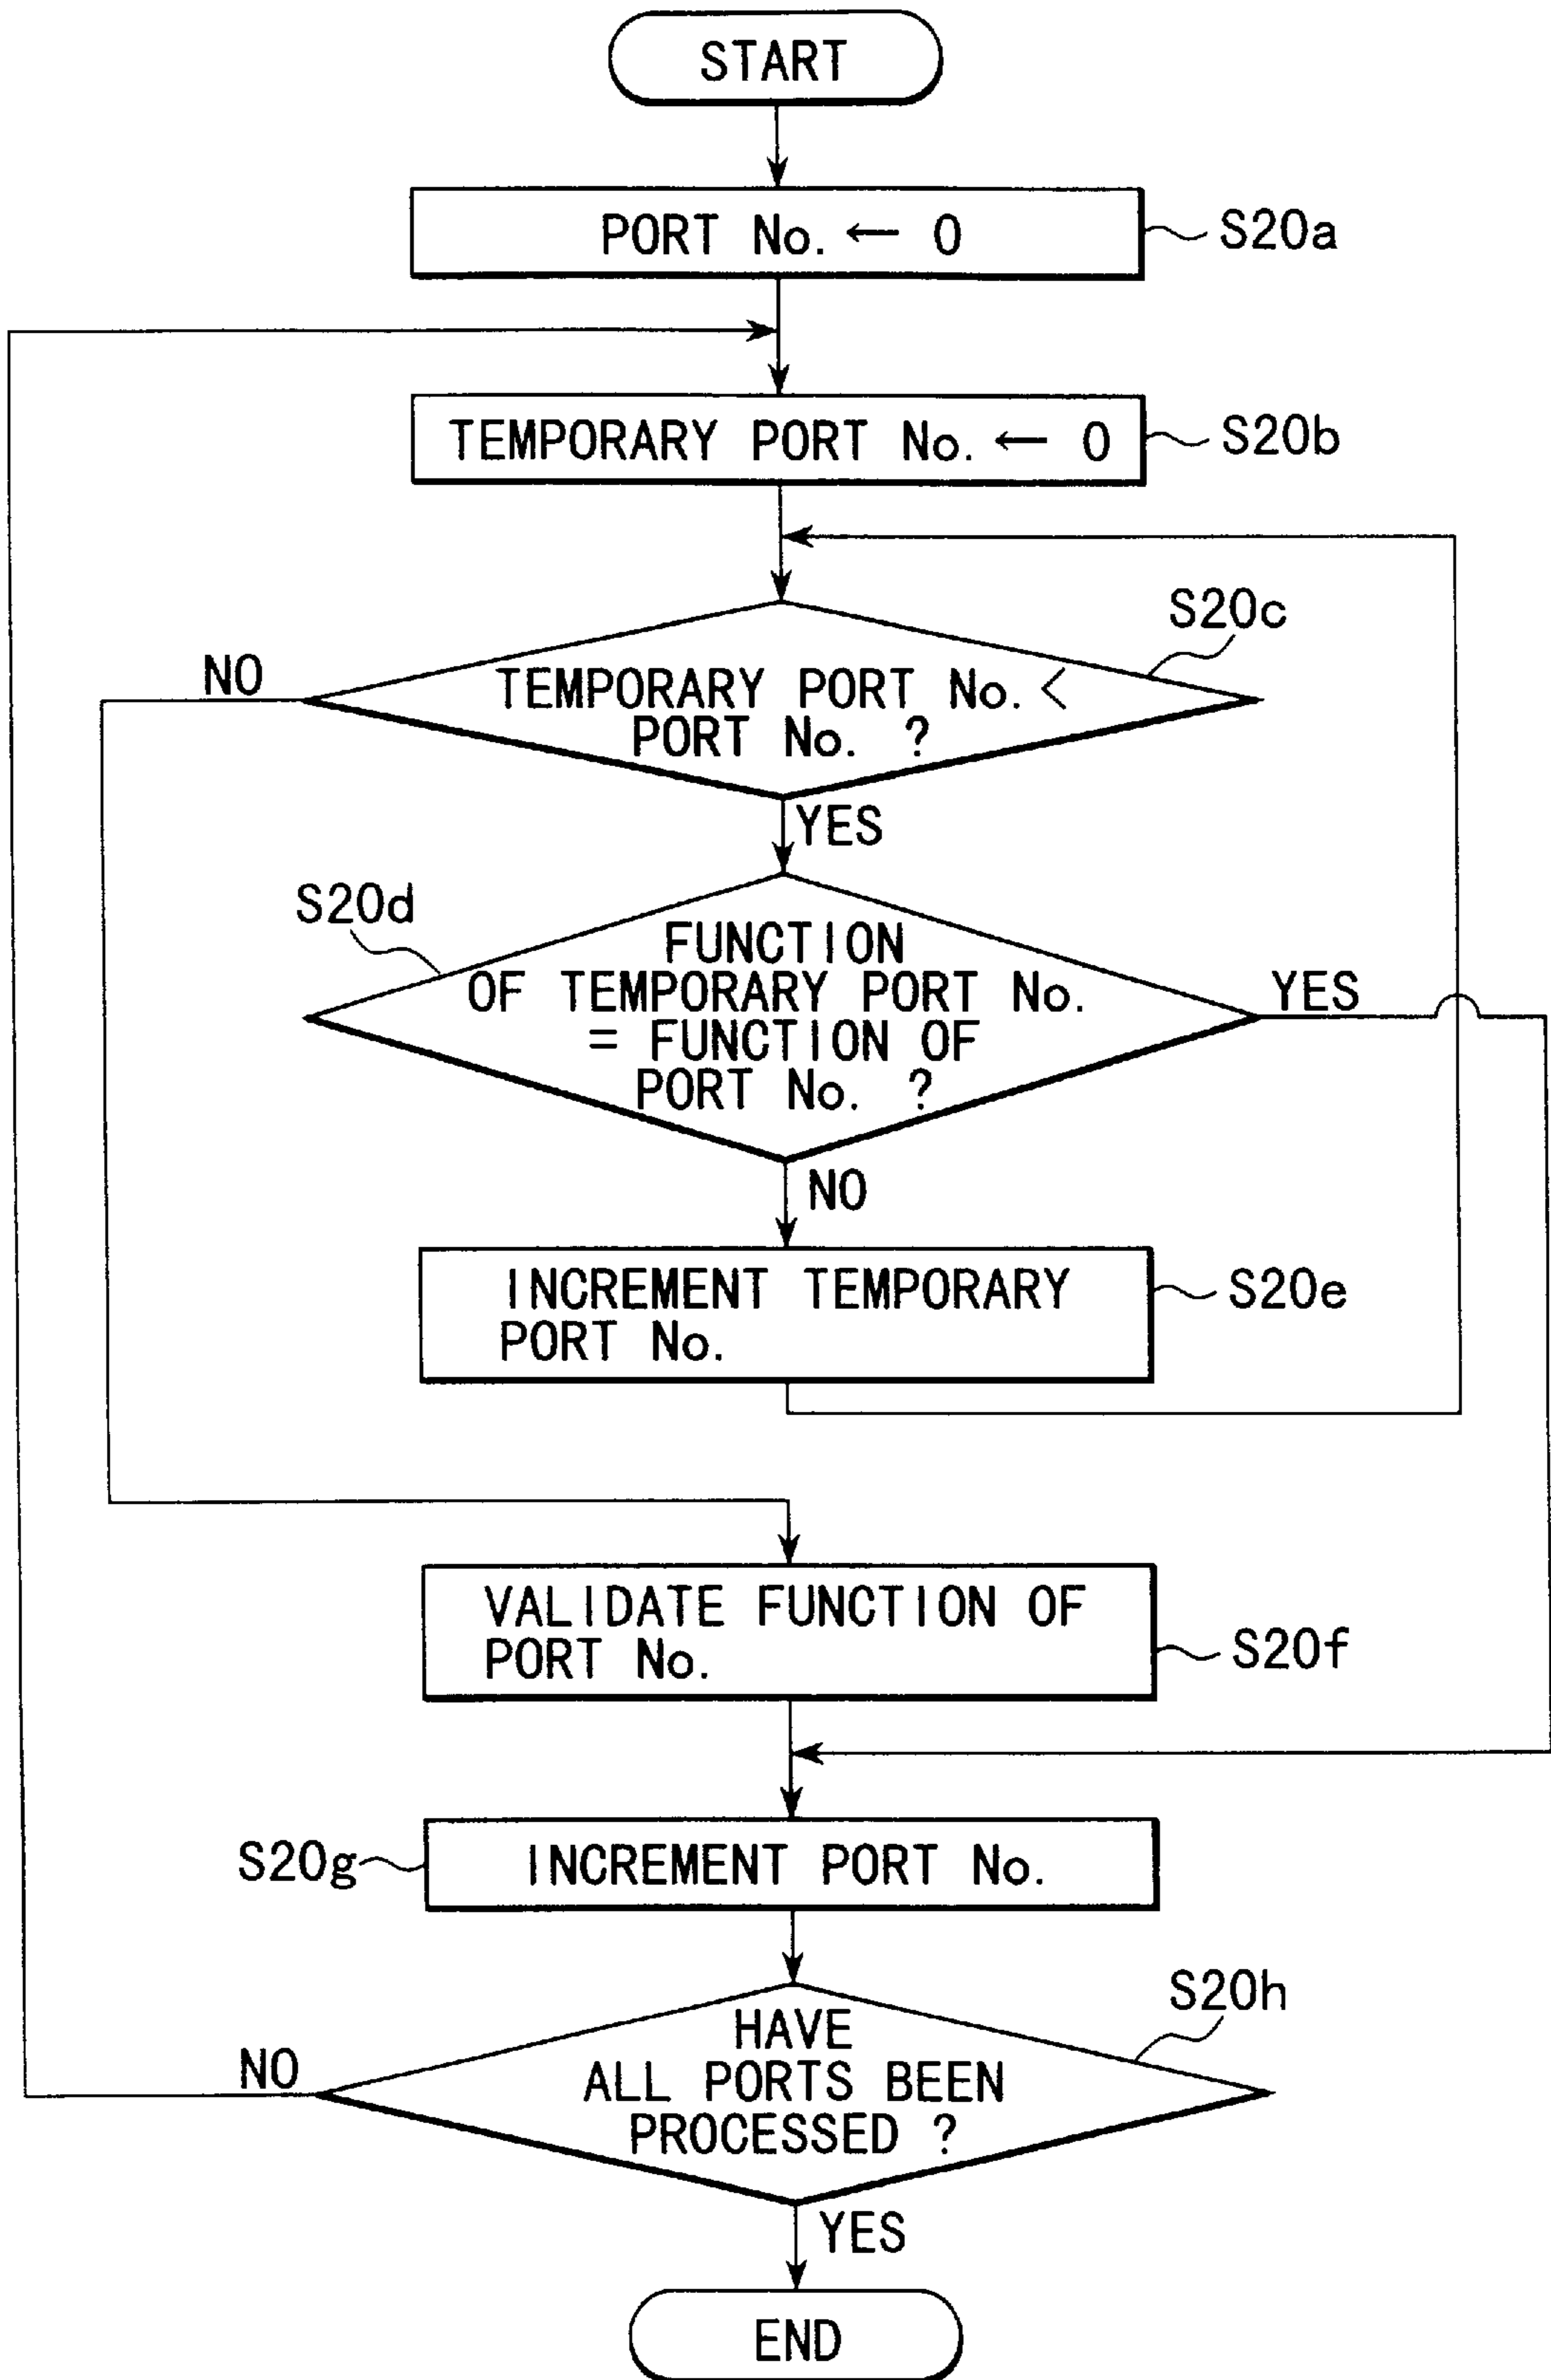 START
PORT No. ← 0
S20a
TEMPORARY PORT No. ← 0
S20b
S20c
NO
TEMPORARY PORT No. <
PORT No. ?
YES
S20d
FUNCTION
OF TEMPORARY PORT No.
= FUNCTION OF
PORT No. ?
YES
NO
INCREMENT TEMPORARY
PORT No.
S20e
VALIDATE FUNCTION OF
PORT No.
S20f
S20g
INCREMENT PORT No.
S20h
NO
HAVE
ALL PORTS BEEN
PROCESSED ?
YES
END